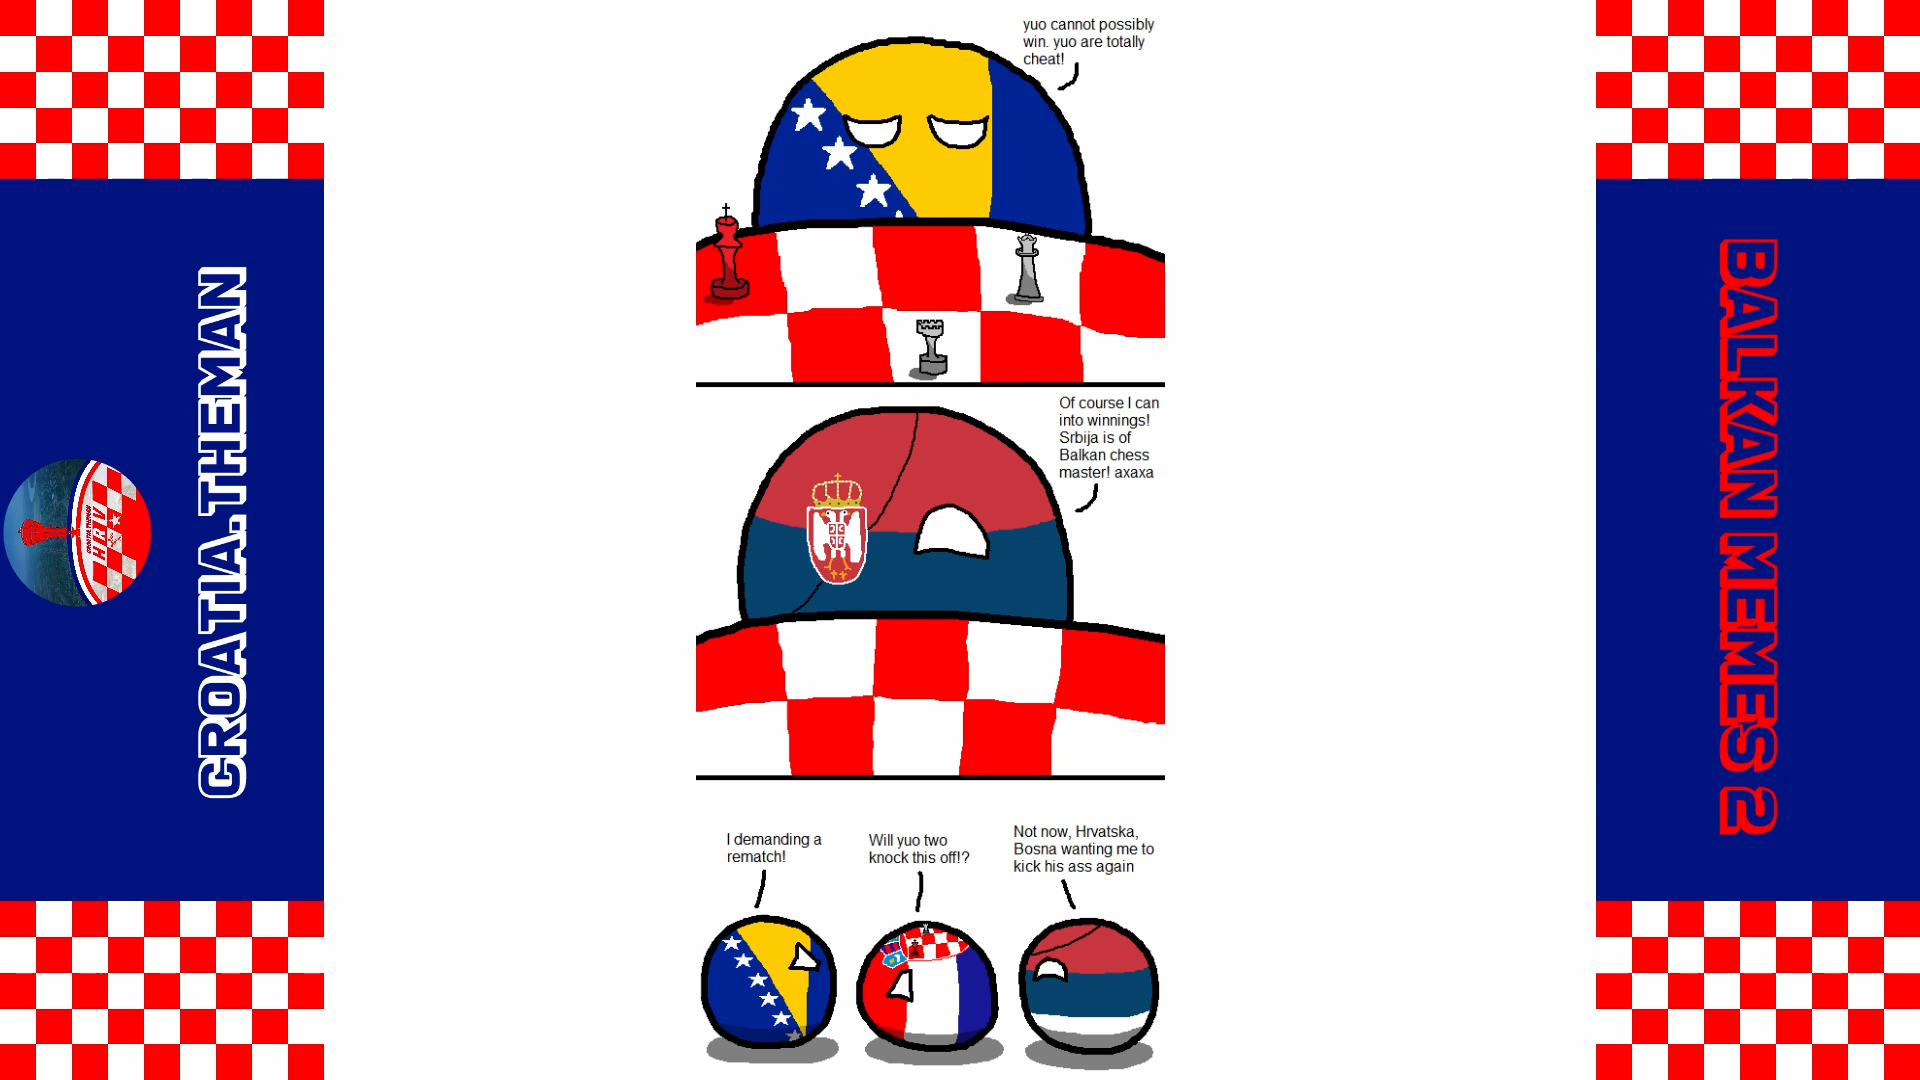 CROATIA.THEMAN
yuo cannot possibly
win. yuo are totally
cheat!
Of course I can
into winnings!
Srbija is of
Balkan chess
master! axaxa
I demanding a
rematch!
Will yuo two
knock this off!?
Not now, Hrvatska,
Bosna wanting me to
kick his ass again
BALKAN MEMES 2